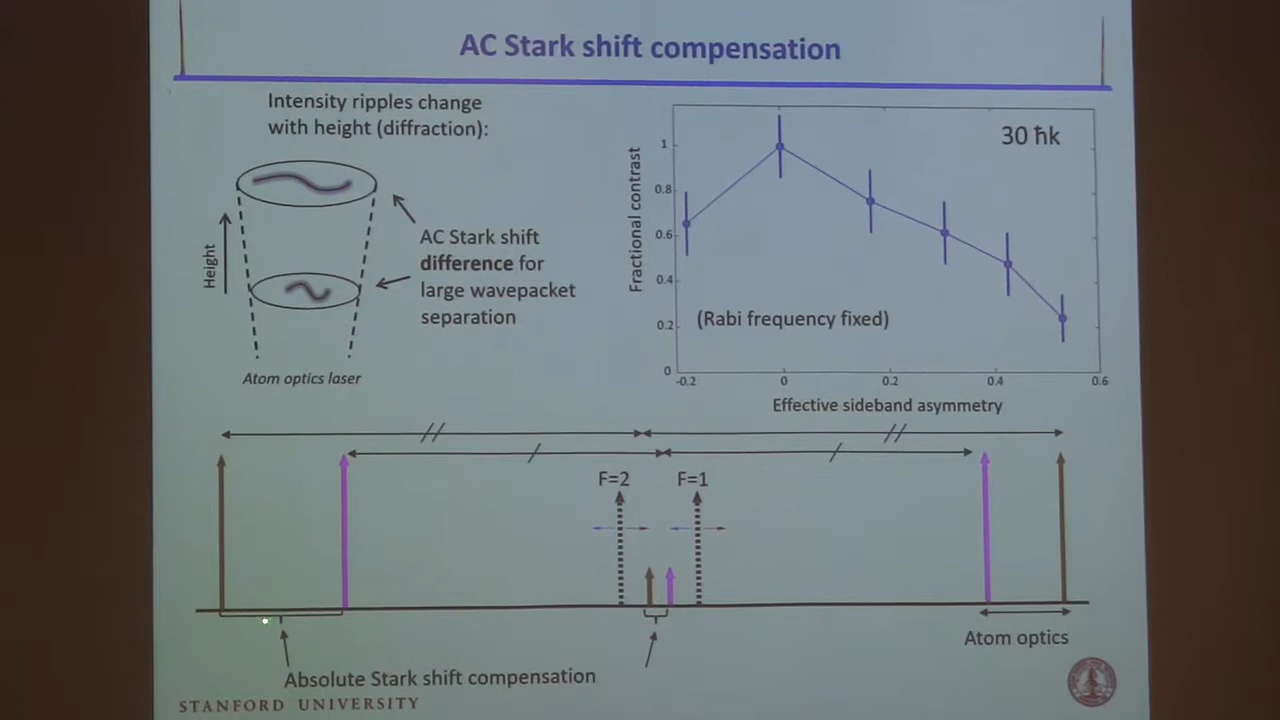 AC Stark shift compensation
Intensity ripples change
with height (diffraction):
Height
AC Stark shift
difference for
large wavepacket
separation
Atom optics laser
Fractional contrast
1
0.8
0.6
0.4
0.2
0
30 ħk
(Rabi frequency fixed)
-0.2
0
0.2
0.4
0.6
Effective sideband asymmetry
F=2
F=1
Atom optics
Absolute Stark shift compensation
STANFORD UNIVERSITY